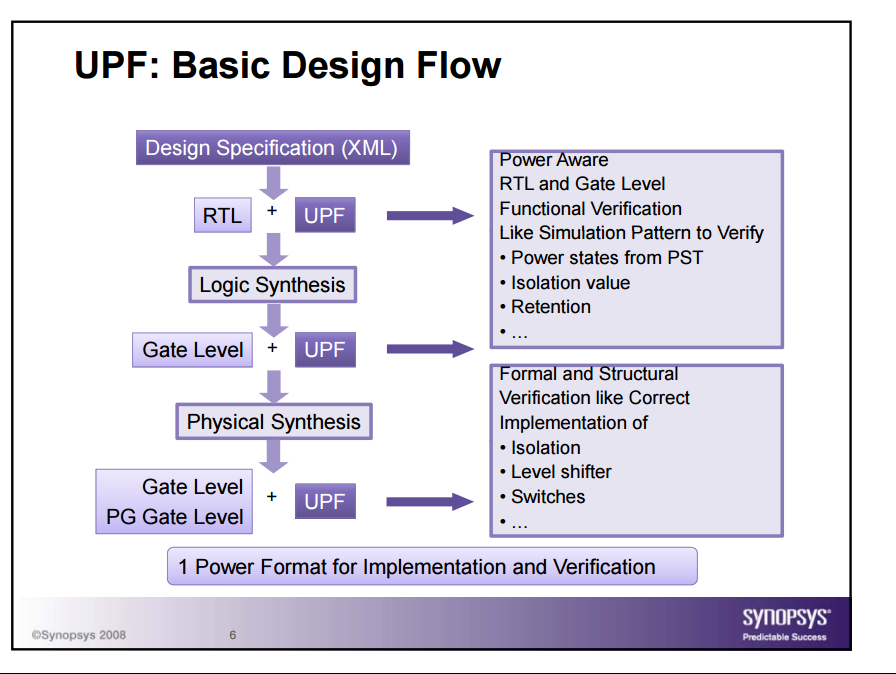 UPF: Basic Design Flow
Design Specification (XML)
RTL + UPF
Logic Synthesis
Gate Level + UPF
Physical Synthesis
Gate Level
PG Gate Level + UPF
Power Aware
RTL and Gate Level
Functional Verification
Like Simulation Pattern to Verify
• Power states from PST
• Isolation value
• Retention
• ...
Formal and Structural
Verification like Correct
Implementation of
• Isolation
• Level shifter
• Switches
• ...
1 Power Format for Implementation and Verification
©Synopsys 2008
6
SYNOPSYS®
Predictable Success